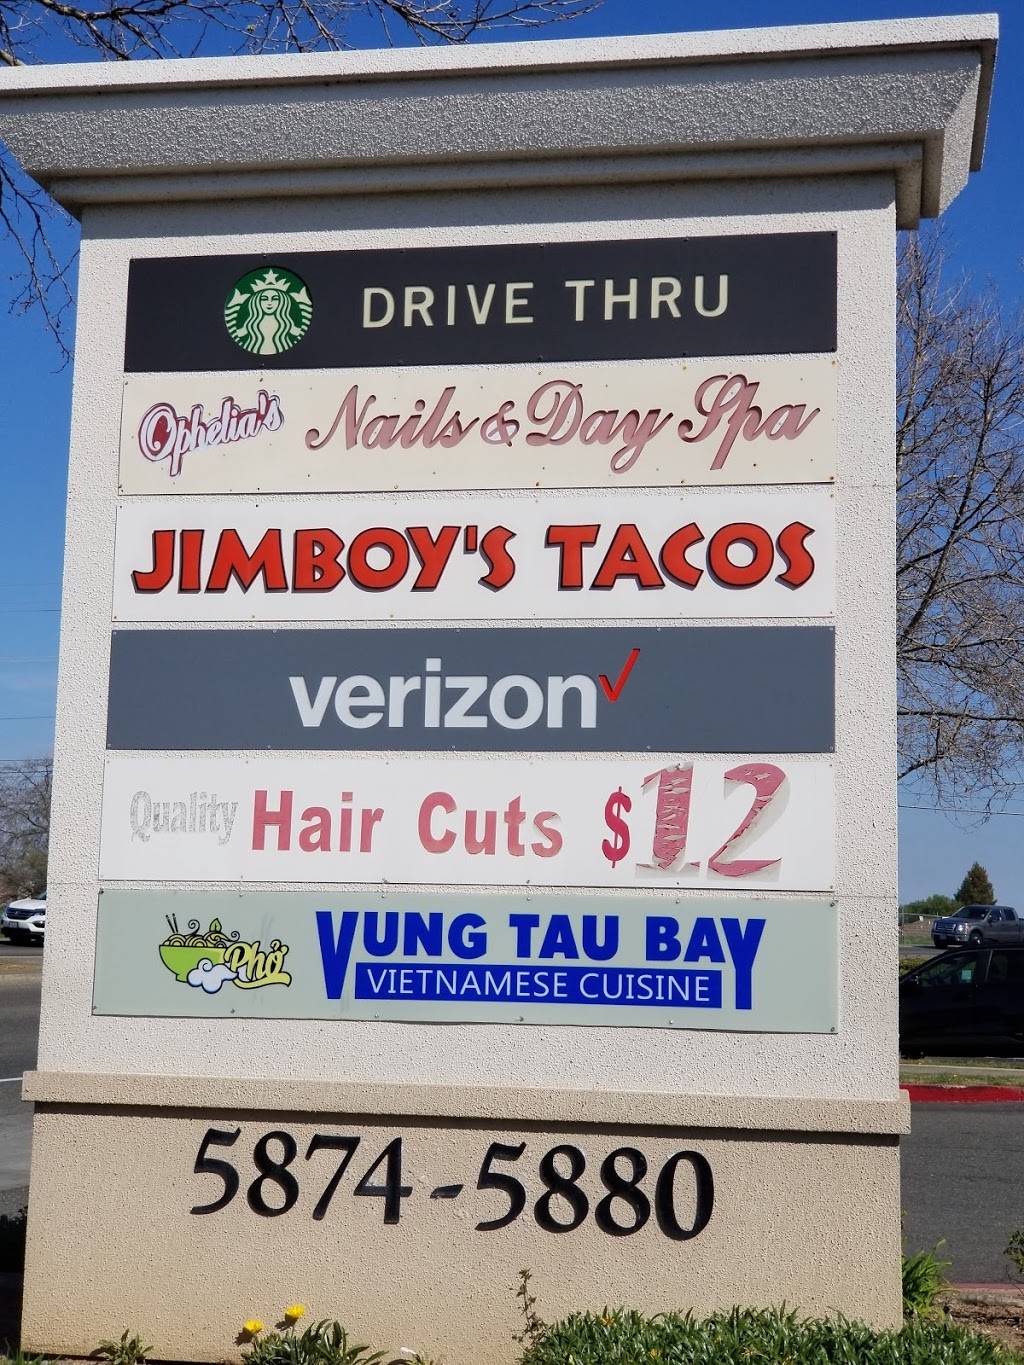 DRIVE THRU
Ophelia's Nails & Day Spa
JIMBOY'S TACOS
verizon
Quality Hair Cuts $12
Phở VUNG TAU BAY
VIETNAMESE CUISINE
5874-5880